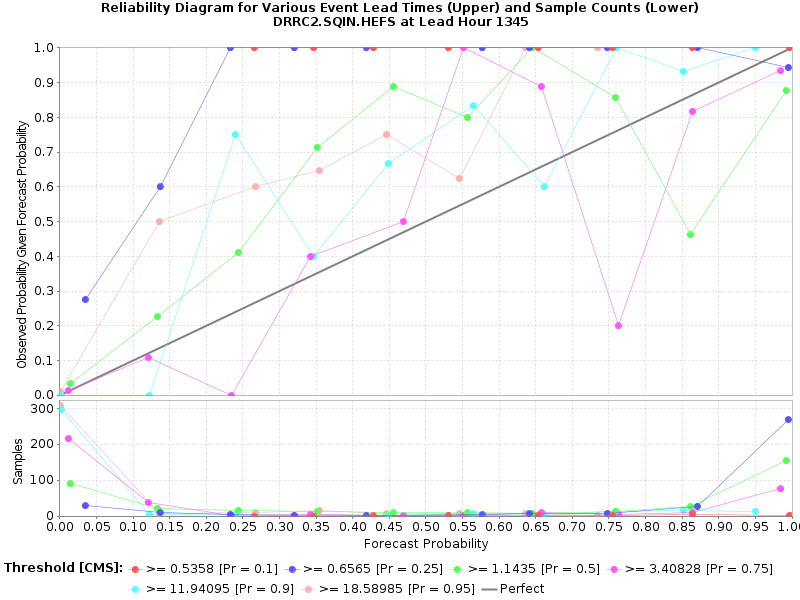 Reliability Diagram for Various Event Lead Times (Upper) and Sample Counts (Lower)
DRRC2.SQIN.HEFS at Lead Hour 1345
Observed Probability Given Forecast Probability
1.0
0.9
0.8
0.7
0.6
0.5
0.4
0.3
0.2
0.1
0.0
Samples
300
200
100
0
0.00 0.05 0.10 0.15 0.20 0.25 0.30 0.35 0.40 0.45 0.50 0.55 0.60 0.65 0.70 0.75 0.80 0.85 0.90 0.95 1.00
Forecast Probability
Threshold [CMS]: >= 0.5358 [Pr = 0.1] >= 0.6565 [Pr = 0.25] >= 1.1435 [Pr = 0.5] >= 3.40828 [Pr = 0.75]
>= 11.94095 [Pr = 0.9] >= 18.58985 [Pr = 0.95] Perfect